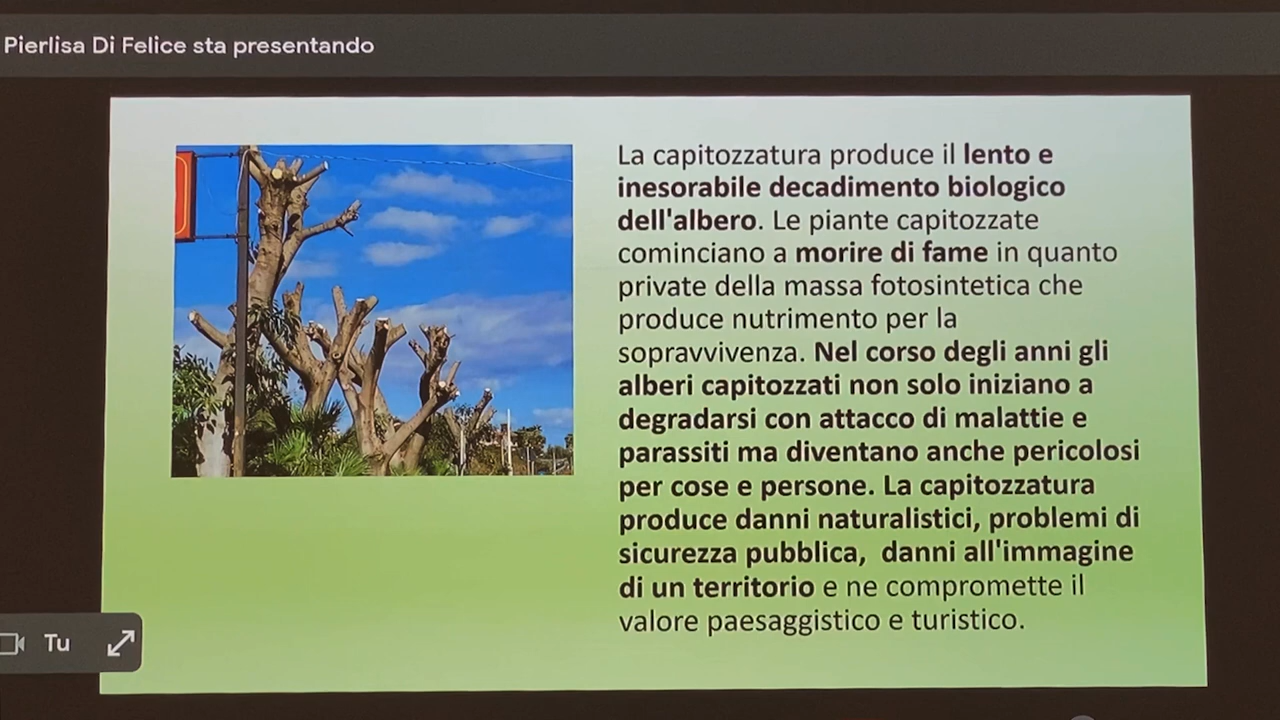 Pierlisa Di Felice sta presentando
La capitozzatura produce il lento e
inesorabile decadimento biologico
dell'albero. Le piante capitozzate
cominciano a morire di fame in quanto
private della massa fotosintetica che
produce nutrimento per la
sopravvivenza. Nel corso degli anni gli
alberi capitozzati non solo iniziano a
degradarsi con attacco di malattie e
parassiti ma diventano anche pericolosi
per cose e persone. La capitozzatura
produce danni naturalistici, problemi di
sicurezza pubblica, danni all'immagine
di un territorio e ne compromette il
valore paesaggistico e turistico.
Tu